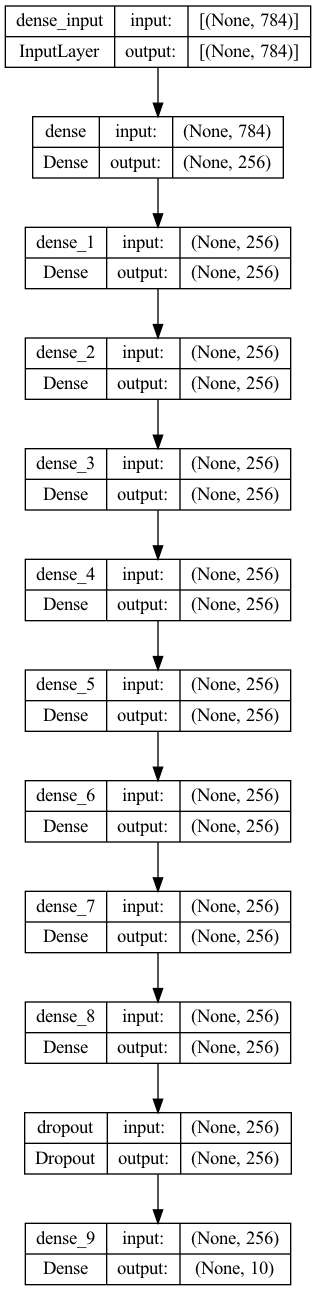 dense_input input: [(None, 784)]
InputLayer output: [(None, 784)]
dense input: (None, 784)
Dense output: (None, 256)
dense_1 input: (None, 256)
Dense output: (None, 256)
dense_2 input: (None, 256)
Dense output: (None, 256)
dense_3 input: (None, 256)
Dense output: (None, 256)
dense_4 input: (None, 256)
Dense output: (None, 256)
dense_5 input: (None, 256)
Dense output: (None, 256)
dense_6 input: (None, 256)
Dense output: (None, 256)
dense_7 input: (None, 256)
Dense output: (None, 256)
dense_8 input: (None, 256)
Dense output: (None, 256)
dropout input: (None, 256)
Dropout output: (None, 256)
dense_9 input: (None, 256)
Dense output: (None, 10)